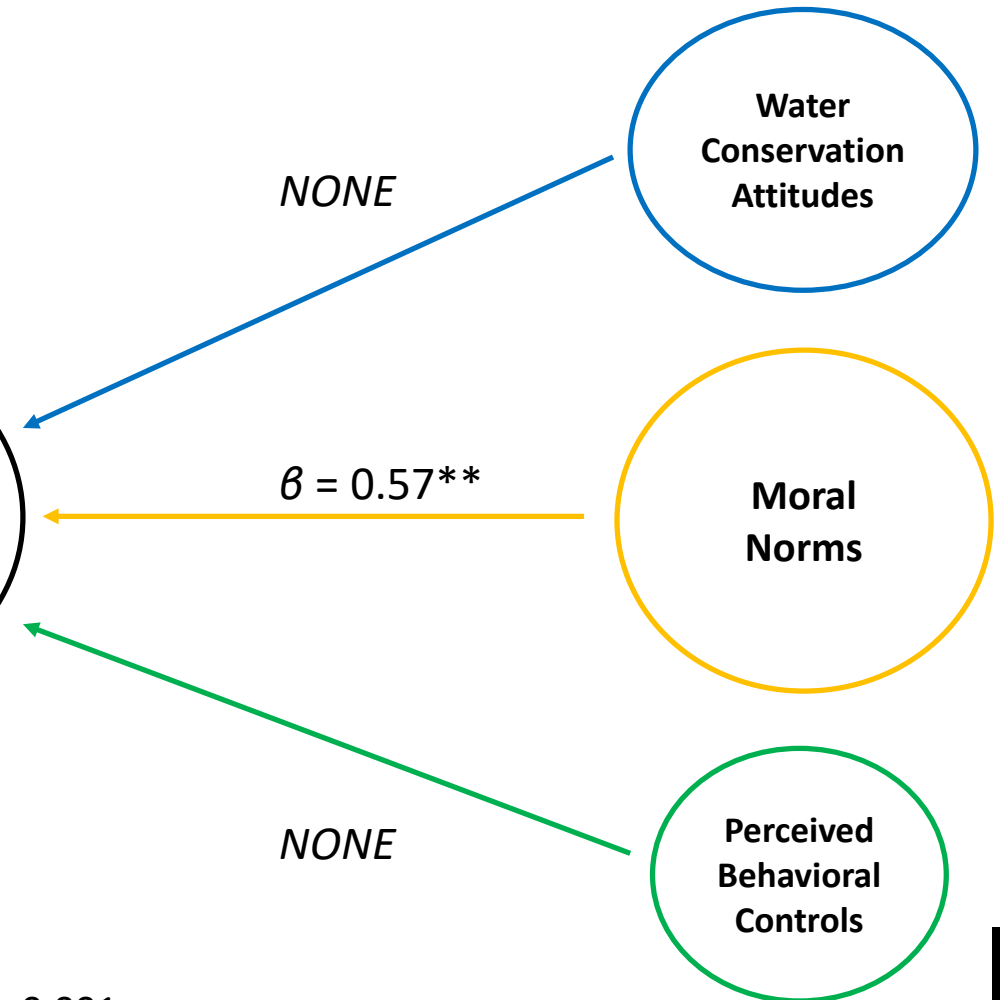 Water
Conservation
Attitudes
NONE
β = 0.57**
Moral
Norms
Perceived
Behavioral
Controls
NONE